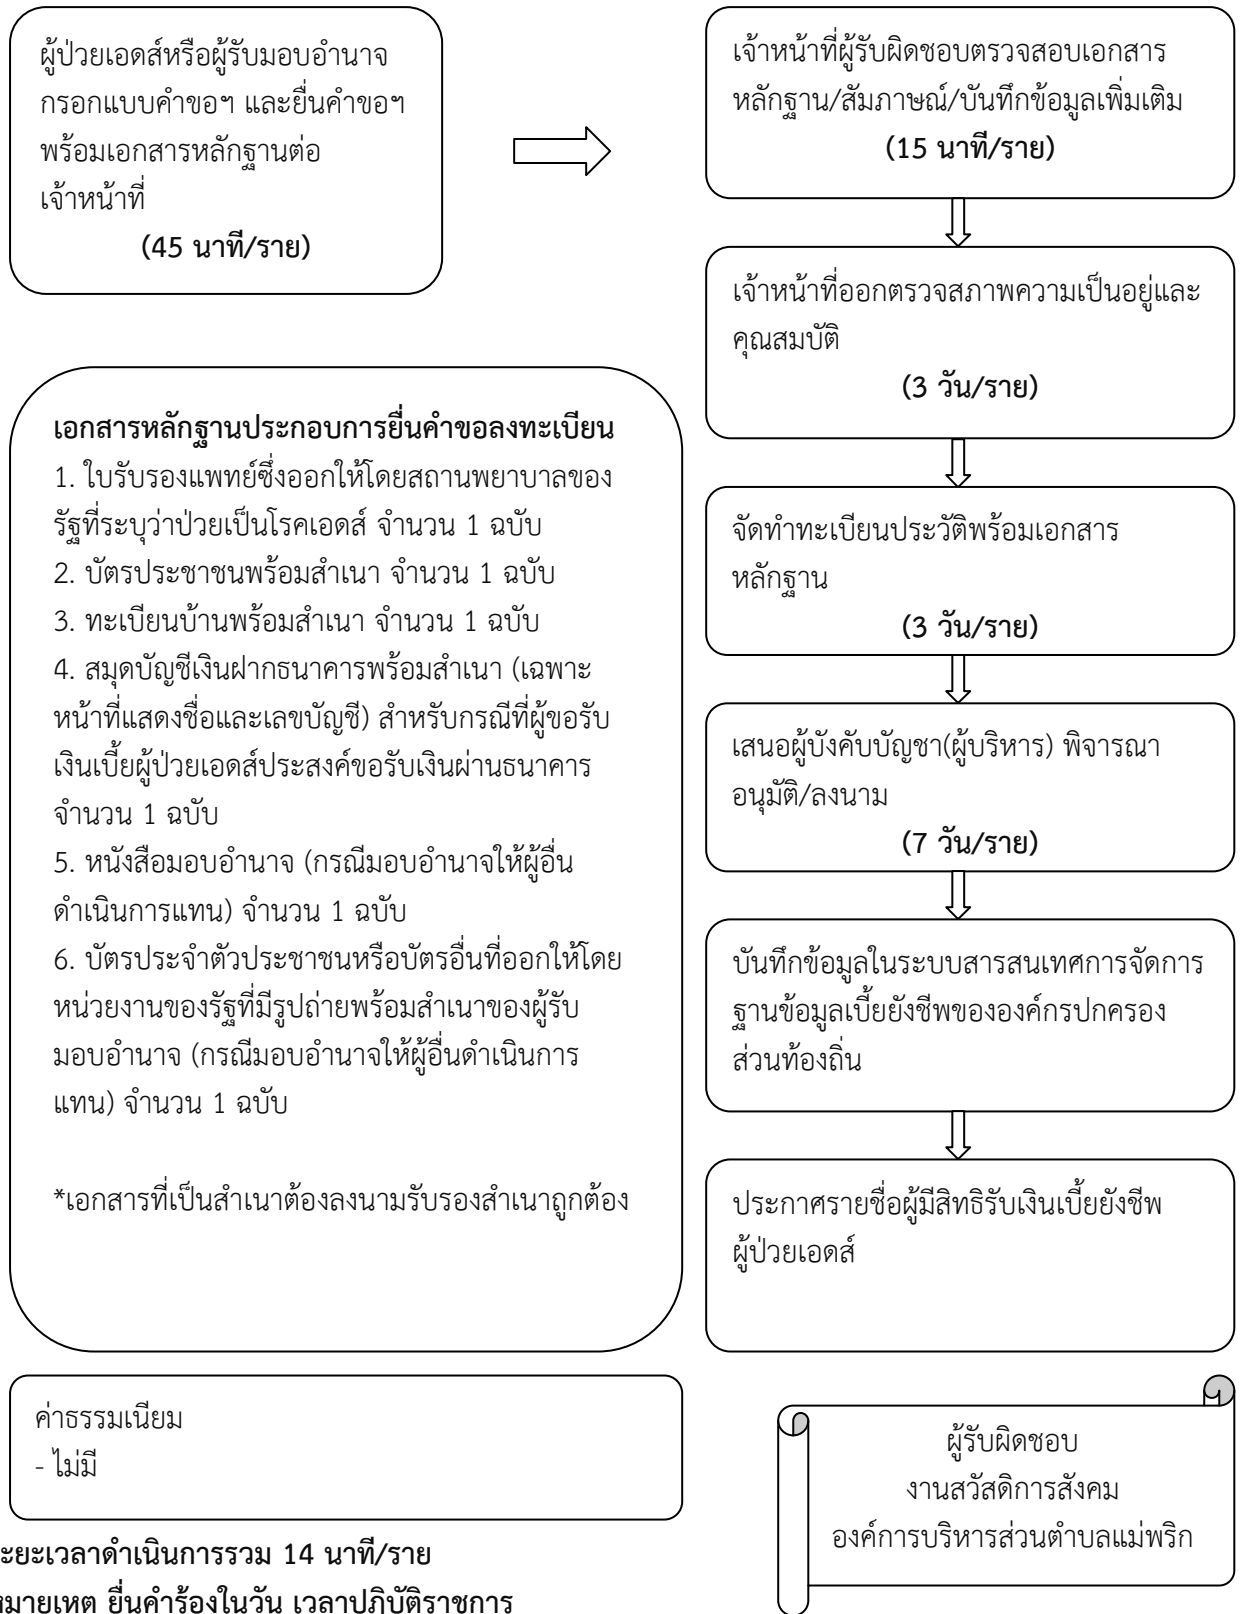 ผู้ป่วยเอดส์หรือผู้รับมอบอำนาจ
กรอกแบบคำขอฯ และยื่นคำขอฯ
พร้อมเอกสารหลักฐานต่อ
เจ้าหน้าที่
(45 นาที/ราย)
เจ้าหน้าที่ผู้รับผิดชอบตรวจสอบเอกสาร
หลักฐาน/สัมภาษณ์/บันทึกข้อมูลเพิ่มเติม
(15 นาที/ราย)
เจ้าหน้าที่ออกตรวจสภาพความเป็นอยู่และ
คุณสมบัติ
(3 วัน/ราย)
จัดทำทะเบียนประวัติพร้อมเอกสาร
หลักฐาน
(3 วัน/ราย)
เสนอผู้บังคับบัญชา(ผู้บริหาร) พิจารณา
อนุมัติ/ลงนาม
(7 วัน/ราย)
บันทึกข้อมูลในระบบสารสนเทศการจัดการ
ฐานข้อมูลเบี้ยยังชีพขององค์กรปกครอง
ส่วนท้องถิ่น
ประกาศรายชื่อผู้มีสิทธิรับเงินเบี้ยยังชีพ
ผู้ป่วยเอดส์
เอกสารหลักฐานประกอบการยื่นคำขอลงทะเบียน
1. ใบรับรองแพทย์ซึ่งออกให้โดยสถานพยาบาลของ
รัฐที่ระบุว่าป่วยเป็นโรคเอดส์ จำนวน 1 ฉบับ
2. บัตรประชาชนพร้อมสำเนา จำนวน 1 ฉบับ
3. ทะเบียนบ้านพร้อมสำเนา จำนวน 1 ฉบับ
4. สมุดบัญชีเงินฝากธนาคารพร้อมสำเนา (เฉพาะ
หน้าที่แสดงชื่อและเลขบัญชี) สำหรับกรณีที่ผู้ขอรับ
เงินเบี้ยผู้ป่วยเอดส์ประสงค์ขอรับเงินผ่านธนาคาร
จำนวน 1 ฉบับ
5. หนังสือมอบอำนาจ (กรณีมอบอำนาจให้ผู้อื่น
ดำเนินการแทน) จำนวน 1 ฉบับ
6. บัตรประจำตัวประชาชนหรือบัตรอื่นที่ออกให้โดย
หน่วยงานของรัฐที่มีรูปถ่ายพร้อมสำเนาของผู้รับ
มอบอำนาจ (กรณีมอบอำนาจให้ผู้อื่นดำเนินการ
แทน) จำนวน 1 ฉบับ
*เอกสารที่เป็นสำเนาต้องลงนามรับรองสำเนาถูกต้อง
ค่าธรรมเนียม
- ไม่มี
ะยะเวลาดำเนินการรวม 14 นาที/ราย
หมายเหต ยื่นคำร้องในวัน เวลาปฏิบัติราชการ
ผู้รับผิดชอบ
งานสวัสดิการสังคม
องค์การบริหารส่วนตำบลแม่พริก